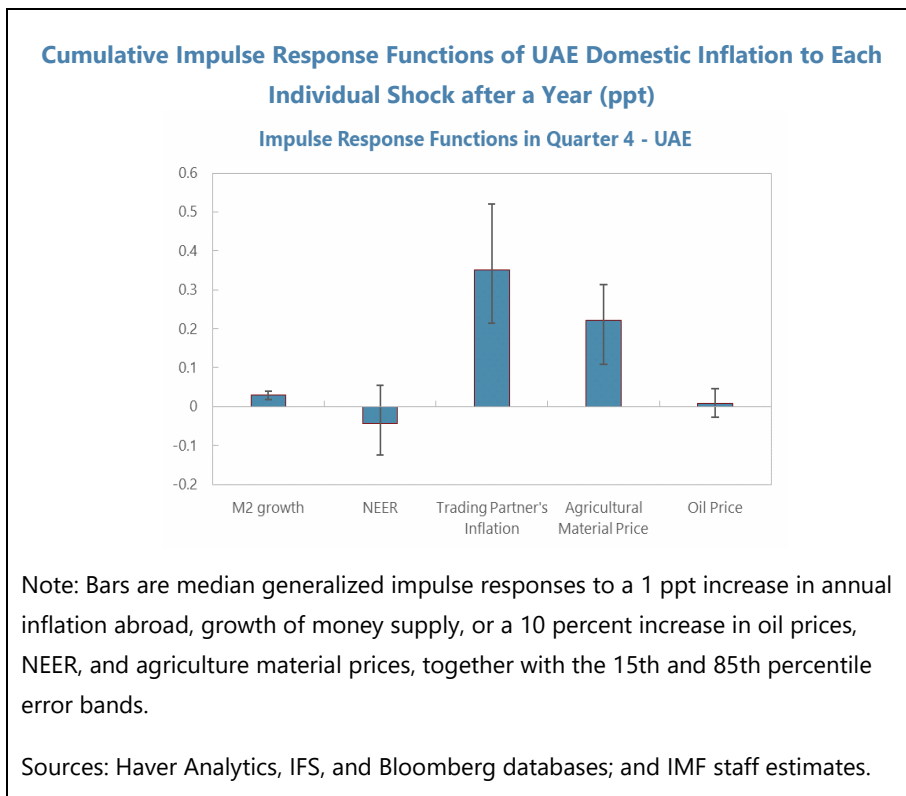 Cumulative Impulse Response Functions of UAE Domestic Inflation to Each
Individual Shock after a Year (ppt)
Impulse Response Functions in Quarter 4 - UAE
0.6
0.5
0.4
0.3
0.2
0.1
0
-0.1
-0.2
M2 growth
NEER
Trading Partner's
Inflation
Agricultural
Material Price
Oil Price
Note: Bars are median generalized impulse responses to a 1 ppt increase in annual
inflation abroad, growth of money supply, or a 10 percent increase in oil prices,
NEER, and agriculture material prices, together with the 15th and 85th percentile
error bands.
Sources: Haver Analytics, IFS, and Bloomberg databases; and IMF staff estimates.